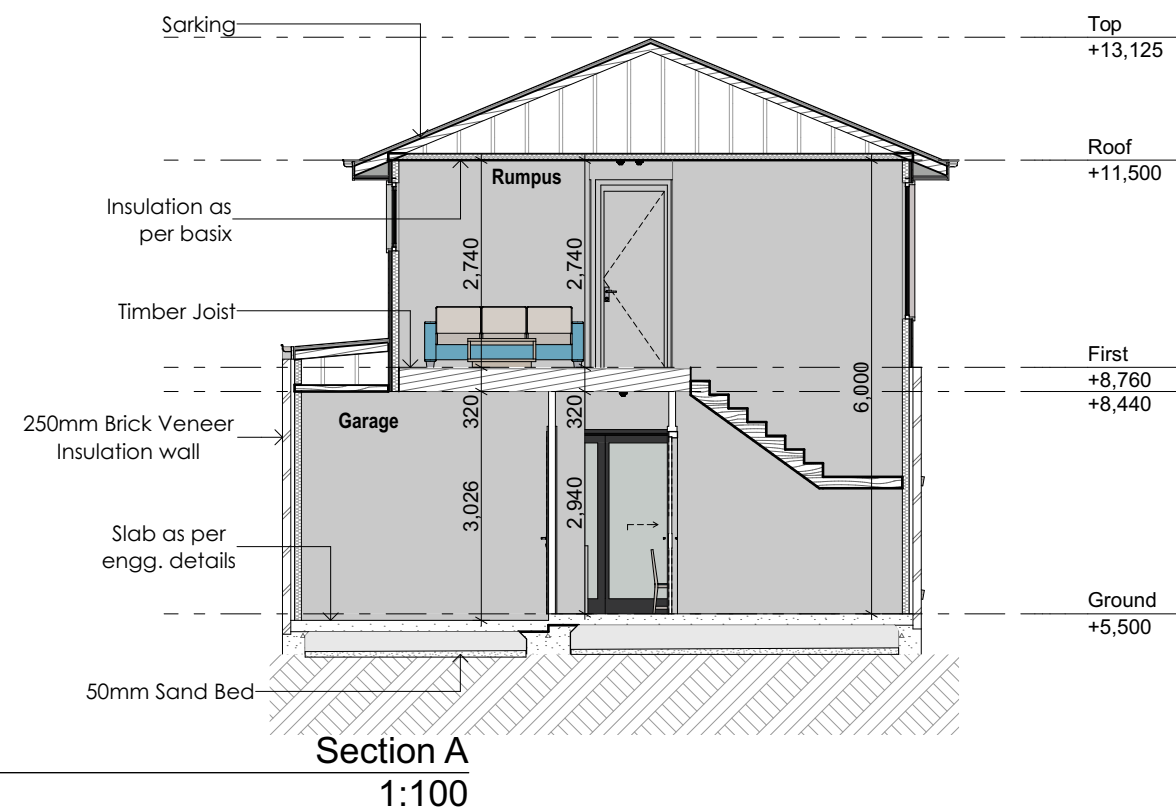 Sarking
Top
+13,125
Roof
+11,500
Rumpus
Insulation as
per basix
2,740
2,740
Timber Joist
First
+8,760
+8,440
6,000
320
320
Garage
250mm Brick Veneer
Insulation wall
3,026
2,940
Slab as per
engg. details
Ground
+5,500
50mm Sand Bed
Section A
1:100